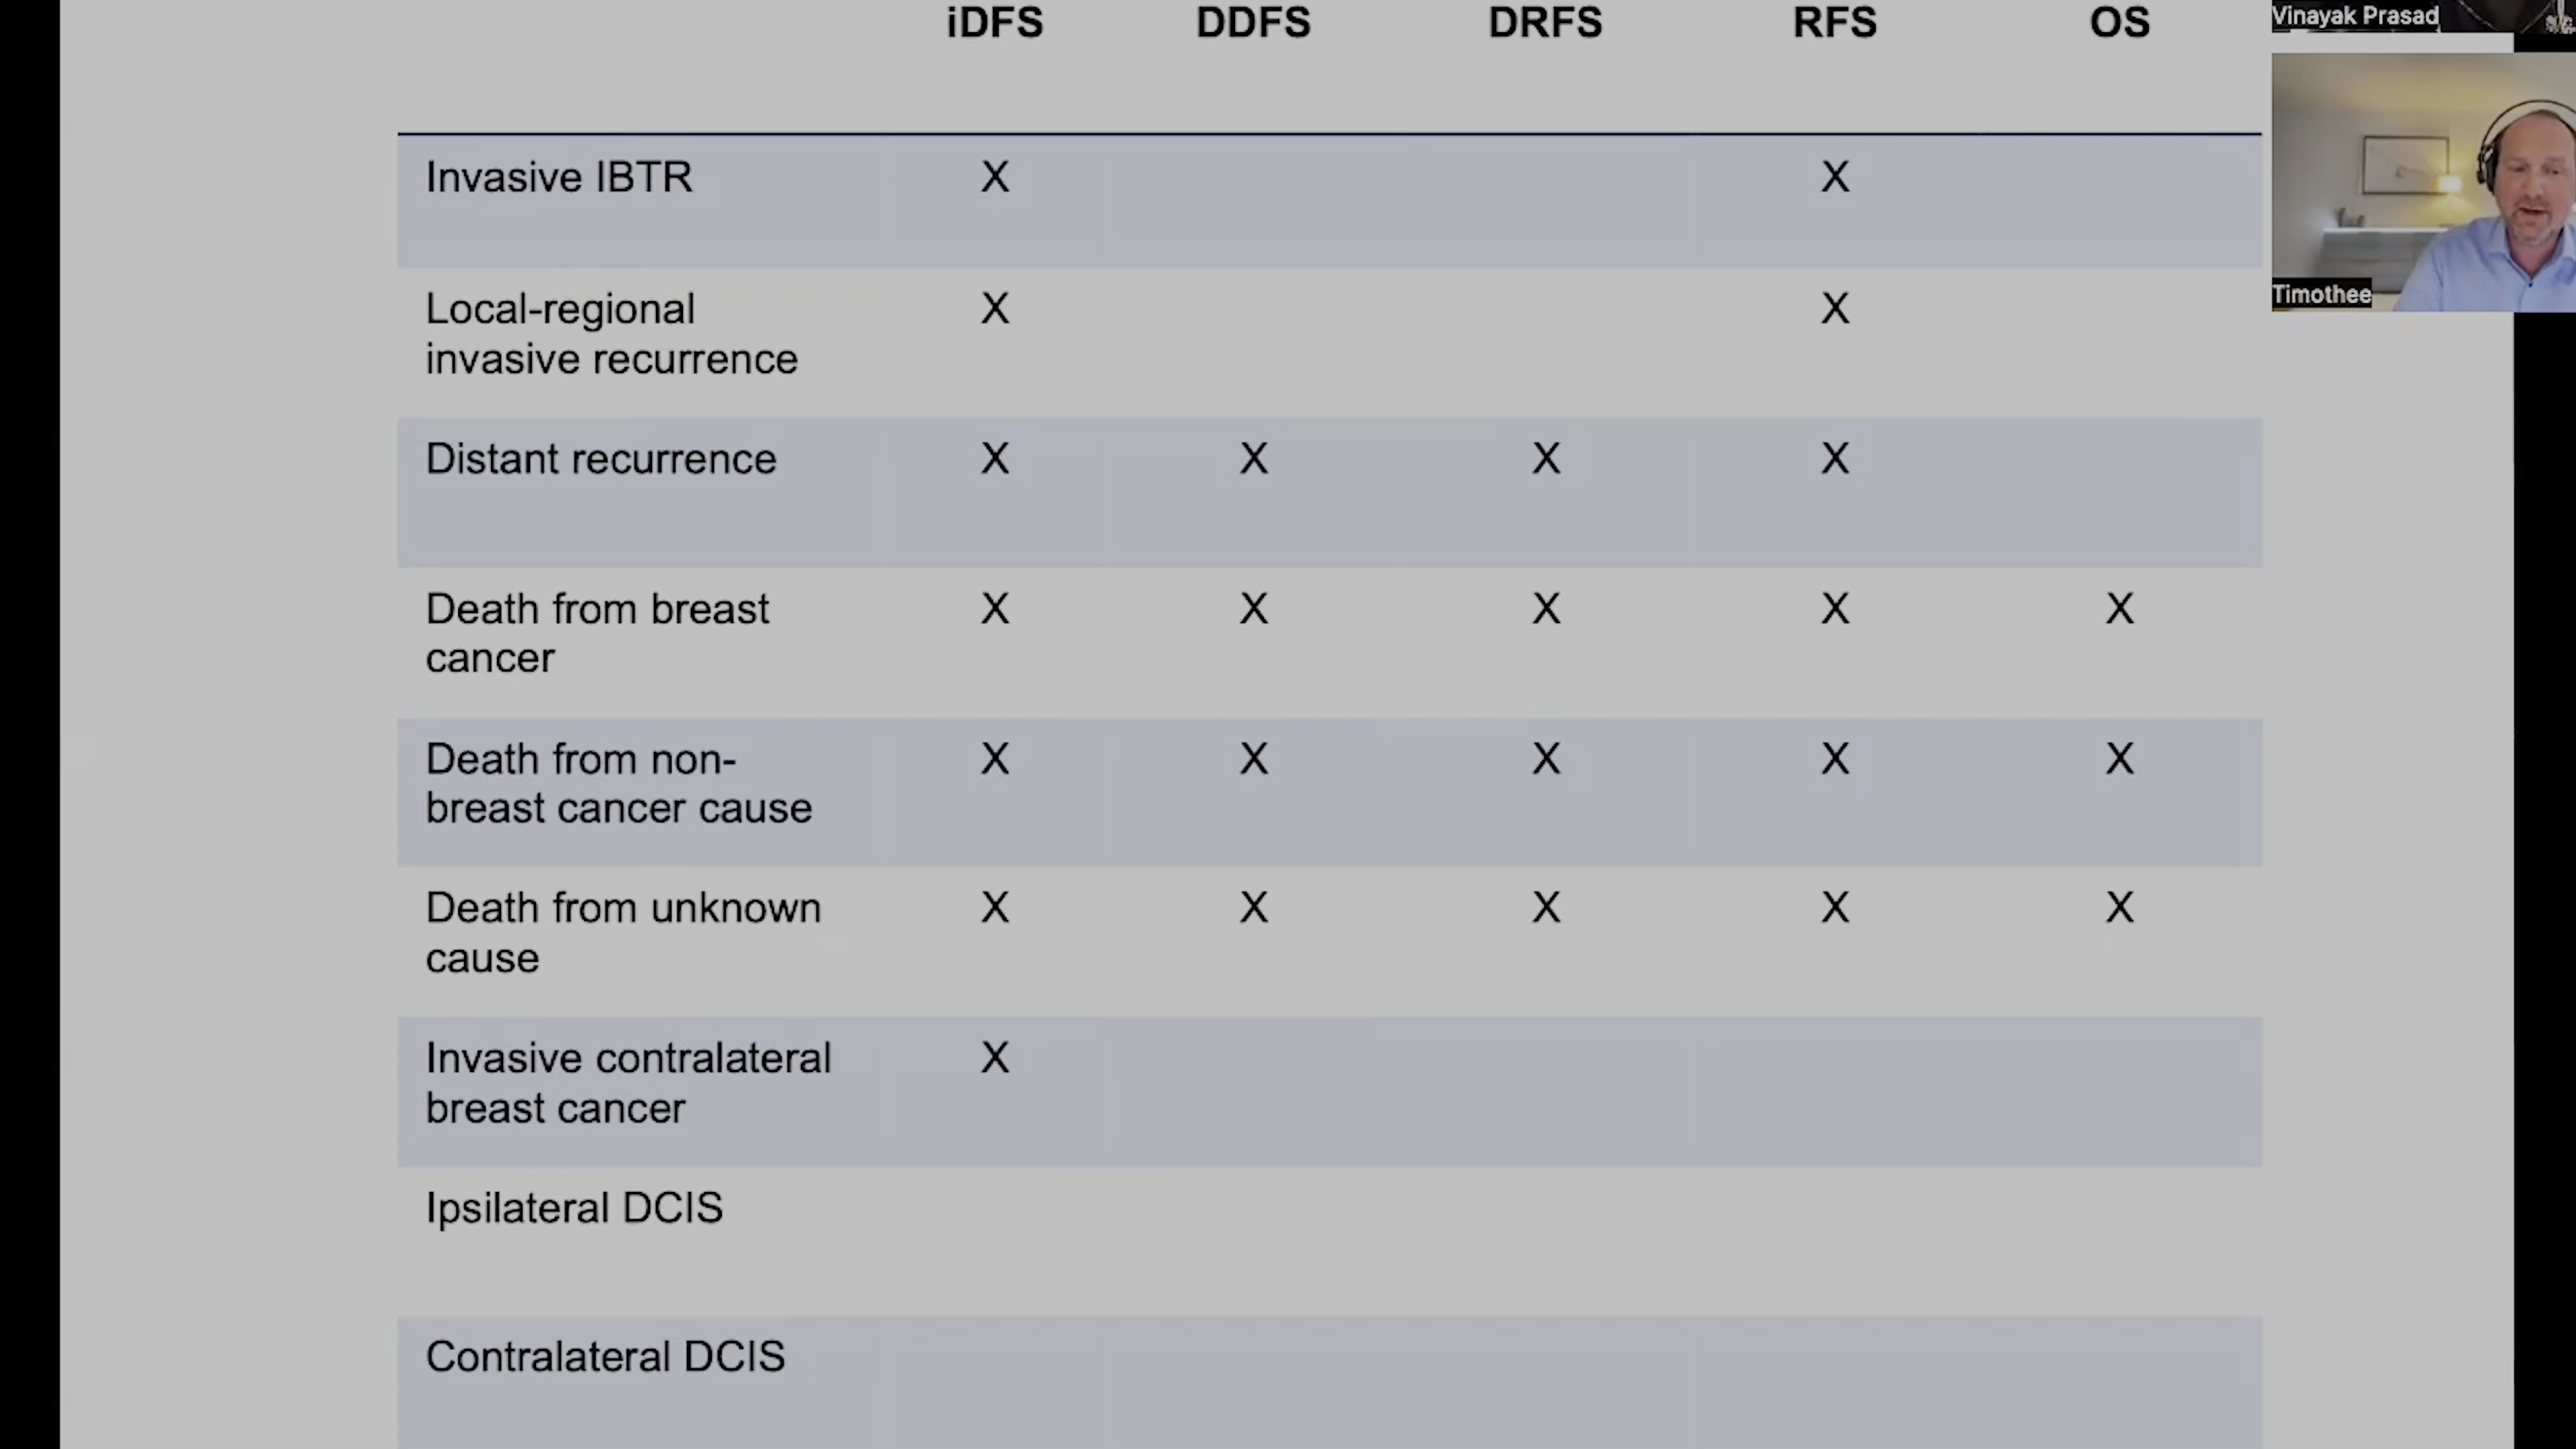 iDFS DDFS DRFS RFS OS
Vinayak Prasad
Invasive IBTR X X
Timothee
Local-regional X X
invasive recurrence
Distant recurrence X X X X
Death from breast X X X X X
cancer
Death from non- X X X X X
breast cancer cause
Death from unknown X X X X X
cause
Invasive contralateral X
breast cancer
Ipsilateral DCIS
Contralateral DCIS